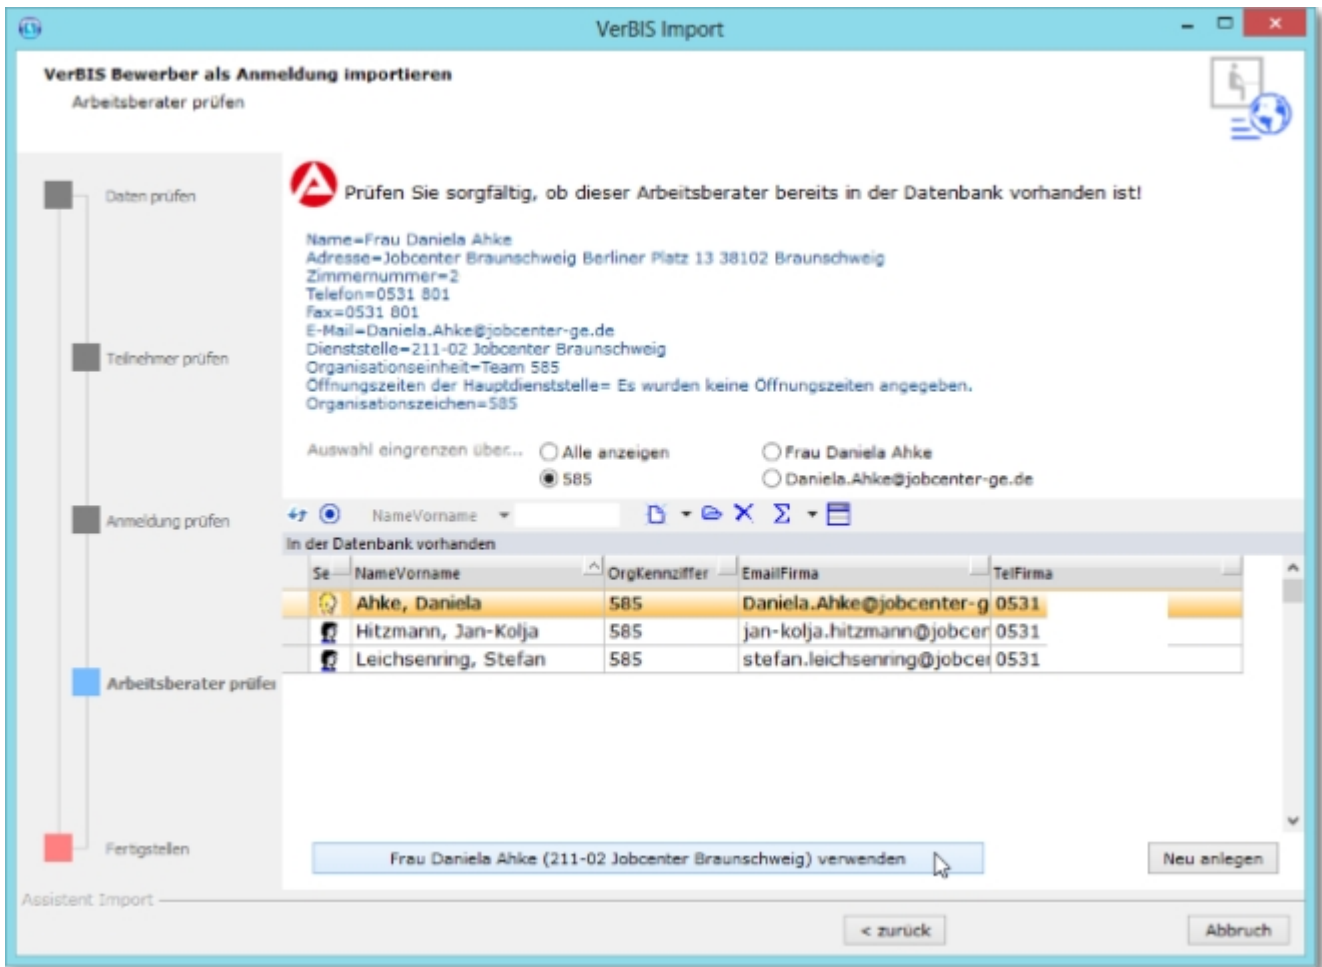 VerBIS Import
VerBIS Bewerber als Anmeldung importieren
Arbeitsberater prüfen
Daten prüfen
Teilnehmer prüfen
Anmeldung prüfen
Arbeitsberater prüfen
Fertigstellen
Prüfen Sie sorgfältig, ob dieser Arbeitsberater bereits in der Datenbank vorhanden ist!
Name=Frau Daniela Ahke
Adresse=Jobcenter Braunschweig Berliner Platz 13 38102 Braunschweig
Zimmernummer=2
Telefon=0531 801
Fax=0531 801
E-Mail=Daniela.Ahke@jobcenter-ge.de
Dienststelle=211-02 Jobcenter Braunschweig
Organisationseinheit=Team 585
Öffnungszeiten der Hauptdienststelle= Es wurden keine Öffnungszeiten angegeben.
Organisationszeichen=585
Auswahl eingrenzen über... Alle anzeigen Frau Daniela Ahke
585 Daniela.Ahke@jobcenter-ge.de
NameVorname
In der Datenbank vorhanden
Se NameVorname OrgKennziffer EmailFirma TelFirma
Ahke, Daniela 585 Daniela.Ahke@jobcenter-g 0531
Hitzmann, Jan-Kolja 585 jan-kolja.hitzmann@jobcen 0531
Leichsenring, Stefan 585 stefan.leichsenring@jobcen 0531
Frau Daniela Ahke (211-02 Jobcenter Braunschweig) verwenden Neu anlegen
Assistent Import
< zurück Abbruch